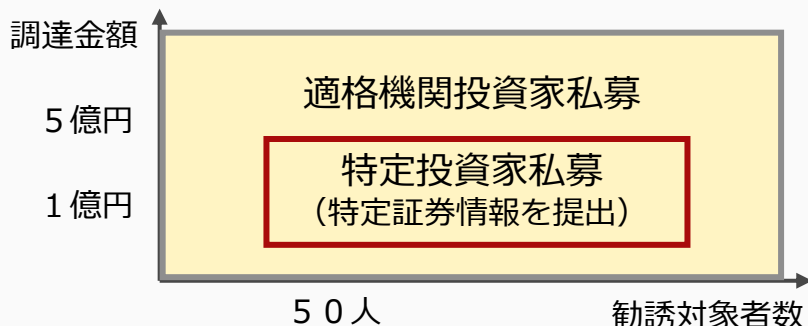 調達金額
適格機関投資家私募
５億円
特定投資家私募
１億円
（特定証券情報を提出）
５０人
勧誘対象者数